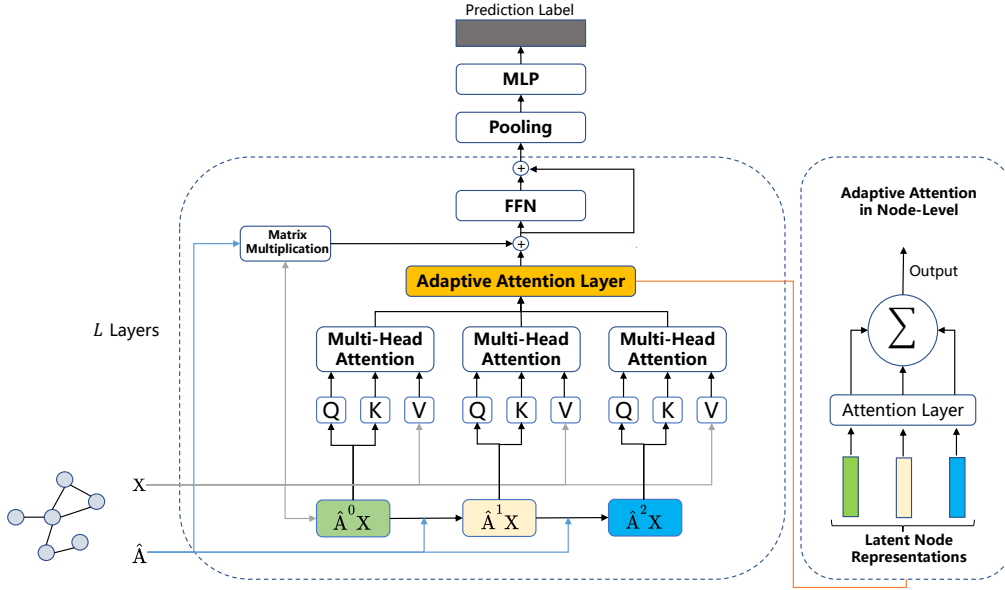 Prediction Label
MLP
Pooling
+
FFN
Matrix
Multiplication
+
Adaptive Attention Layer
L Layers
Multi-Head
Attention
Multi-Head
Attention
Multi-Head
Attention
Q K V Q K V Q K V
X
Â⁰X Â¹X Â²X
Â
Adaptive Attention
in Node-Level
Output
∑
Attention Layer
Latent Node
Representations